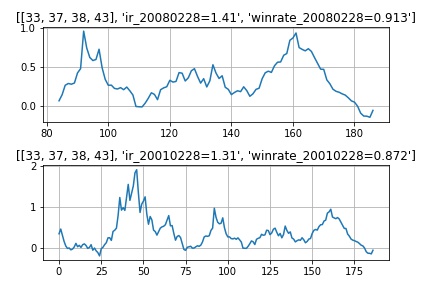 [[33, 37, 38, 43], 'ir_20080228=1.41', 'winrate_20080228=0.913']
1.0
0.5
0.0
80 100 120 140 160 180
[[33, 37, 38, 43], 'ir_20010228=1.31', 'winrate_20010228=0.872']
2
1
0
0 25 50 75 100 125 150 175